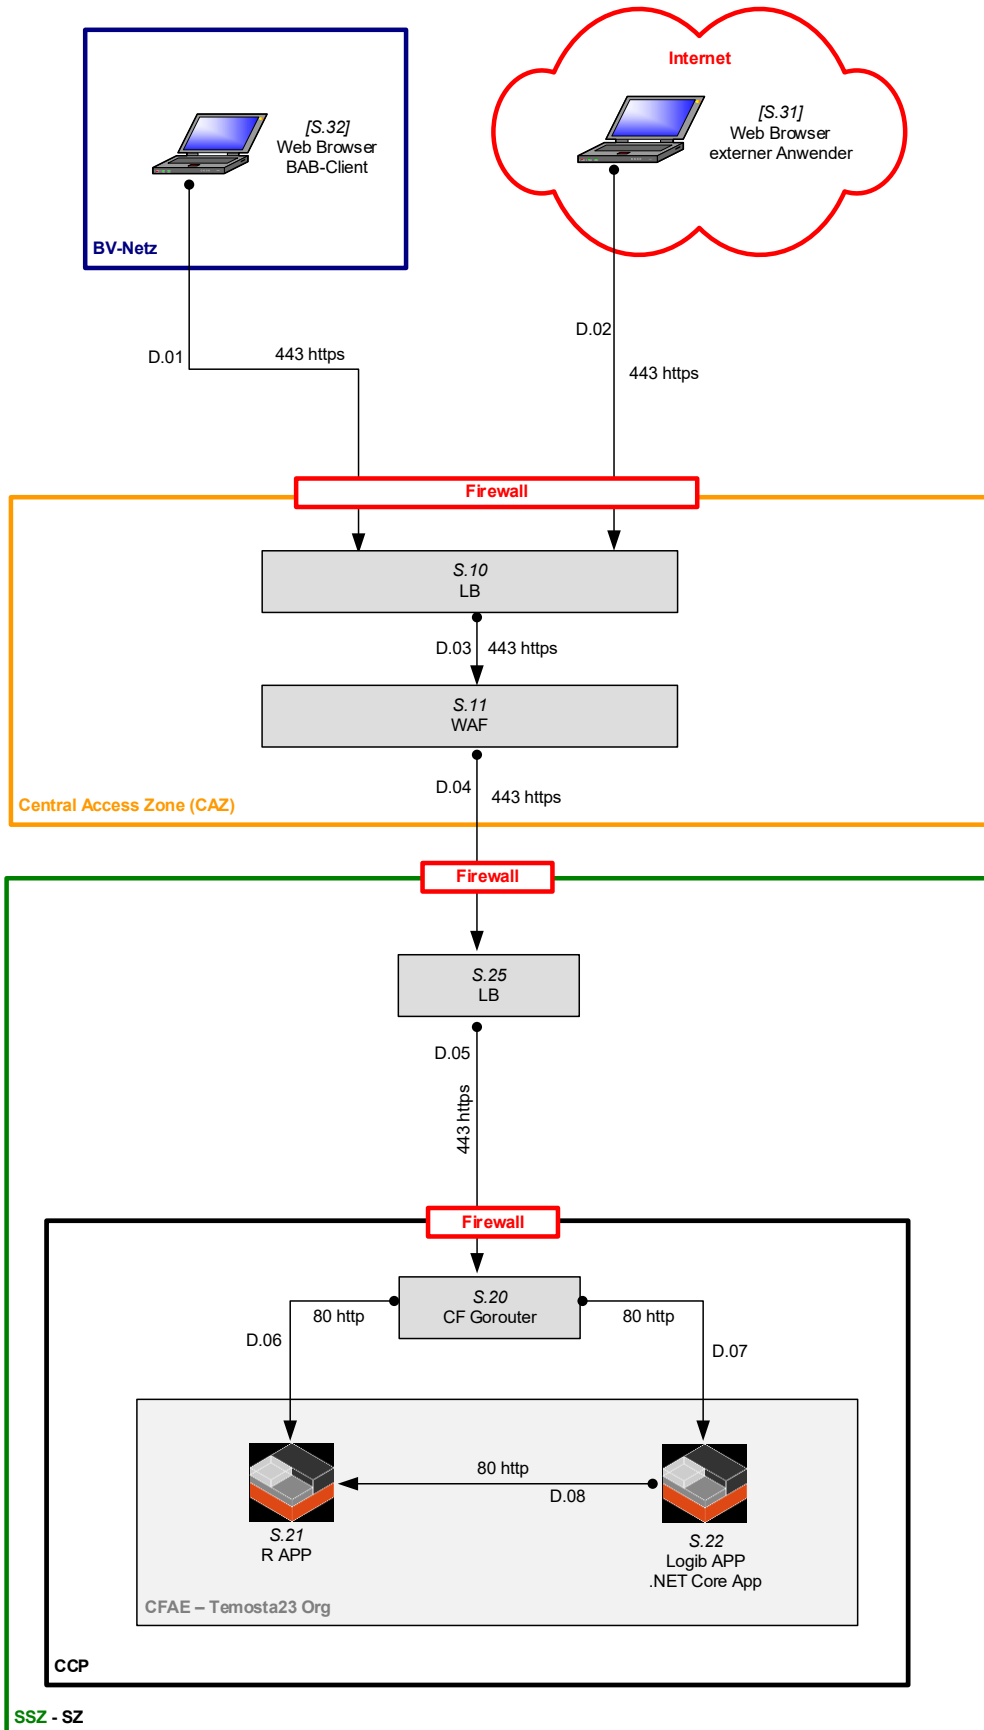 Internet
[S.32]
Web Browser
BAB-Client
[S.31]
Web Browser
externer Anwender
BV-Netz
D.01
443 https
D.02
443 https
Firewall
S.10
LB
D.03
443 https
S.11
WAF
D.04
443 https
Central Access Zone (CAZ)
Firewall
S.25
LB
D.05
443 https
Firewall
S.20
CF Gorouter
80 http
80 http
D.06
D.07
80 http
D.08
S.21
R APP
S.22
Logib APP
.NET Core App
CFAE – Temosta23 Org
CCP
SSZ - SZ